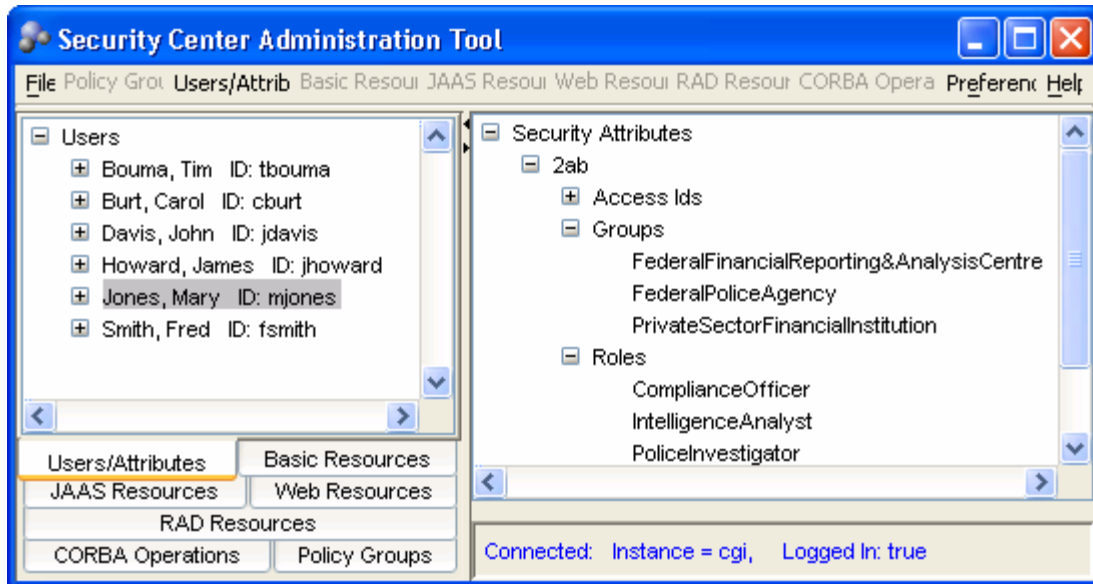 Security Center Administration Tool
File Policy Grou Users/Attrib Basic Resour JAAS Resour Web Resour RAD Resour CORBA Opera Preferenc Help
Users
Bouma, Tim ID: tbouma
Burt, Carol ID: cburt
Davis, John ID: jdavis
Howard, James ID: jhoward
Jones, Mary ID: mjones
Smith, Fred ID: fsmith
Users/Attributes Basic Resources
JAAS Resources Web Resources
RAD Resources
CORBA Operations Policy Groups
Security Attributes
2ab
Access Ids
Groups
FederalFinancialReporting&AnalysisCentre
FederalPoliceAgency
PrivateSectorFinancialInstitution
Roles
ComplianceOfficer
IntelligenceAnalyst
PoliceInvestigator
Connected: Instance = cgi, Logged In: true